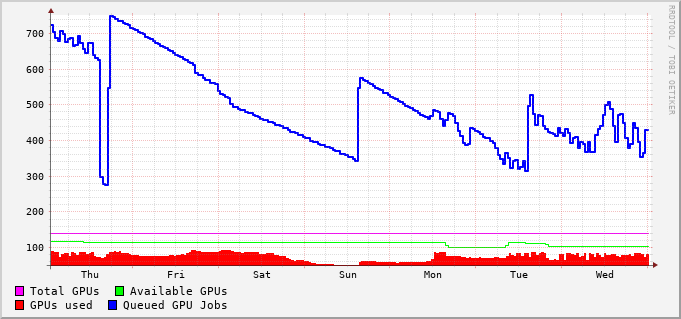 700
600
500
400
300
200
100
Thu Fri Sat Sun Mon Tue Wed
Total GPUs Available GPUs
GPUs used Queued GPU Jobs
RRDTOOL / TOBI OETIKER